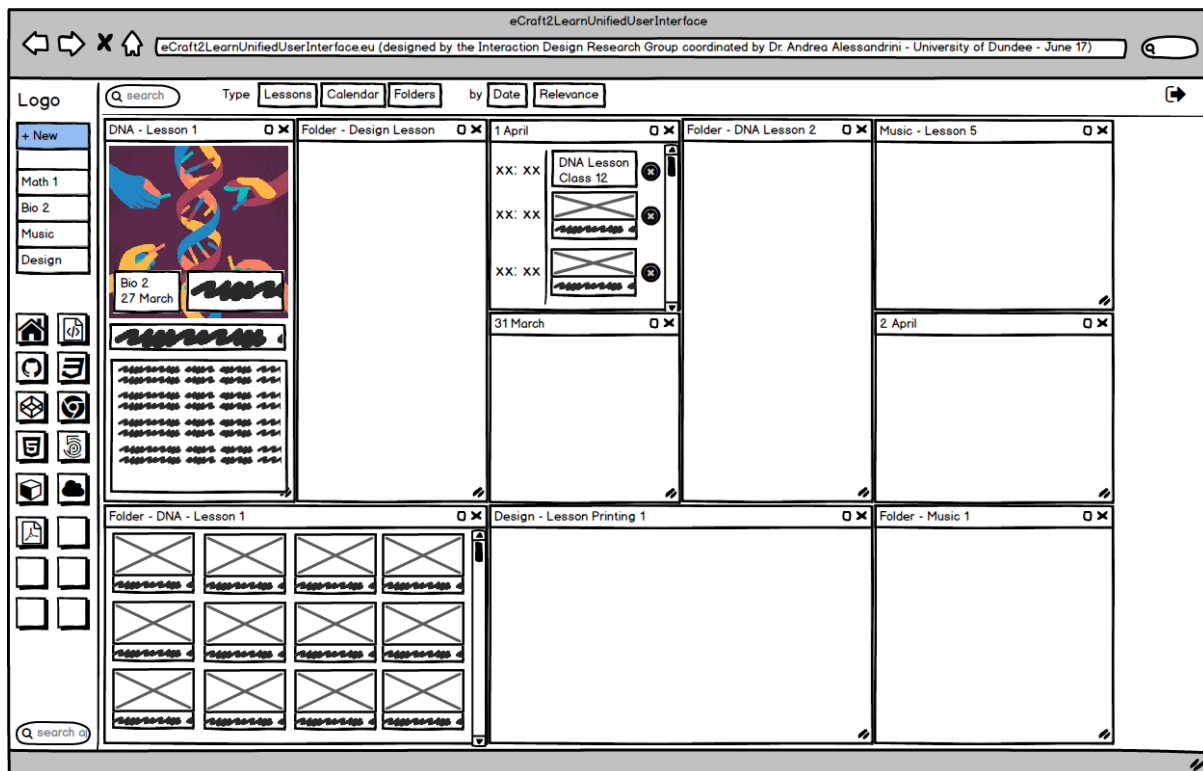 eCraft2LearnUnifiedUserInterface
eCraft2LearnUnifiedUserInterface.eu (designed by the Interaction Design Research Group coordinated by Dr. Andrea Alessandrini - University of Dundee - June 17)
Logo
search
Type
Lessons
Calendar
Folders
by
Date
Relevance
+ New
Math 1
Bio 2
Music
Design
search a
DNA - Lesson 1
Bio 2
27 March
Folder - Design Lesson
1 April
xx: xx
DNA Lesson
Class 12
xx: xx
xx: xx
Folder - DNA Lesson 2
Music - Lesson 5
31 March
2 April
Folder - DNA - Lesson 1
Design - Lesson Printing 1
Folder - Music 1